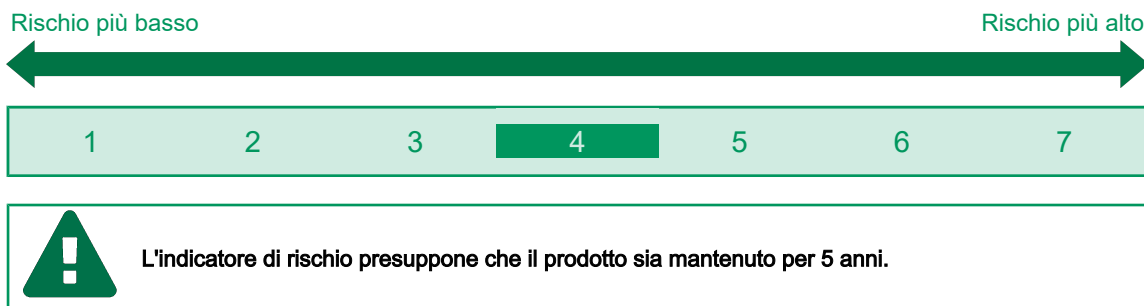 Rischio più basso Rischio più alto
1 2 3 4 5 6 7
L'indicatore di rischio presuppone che il prodotto sia mantenuto per 5 anni.